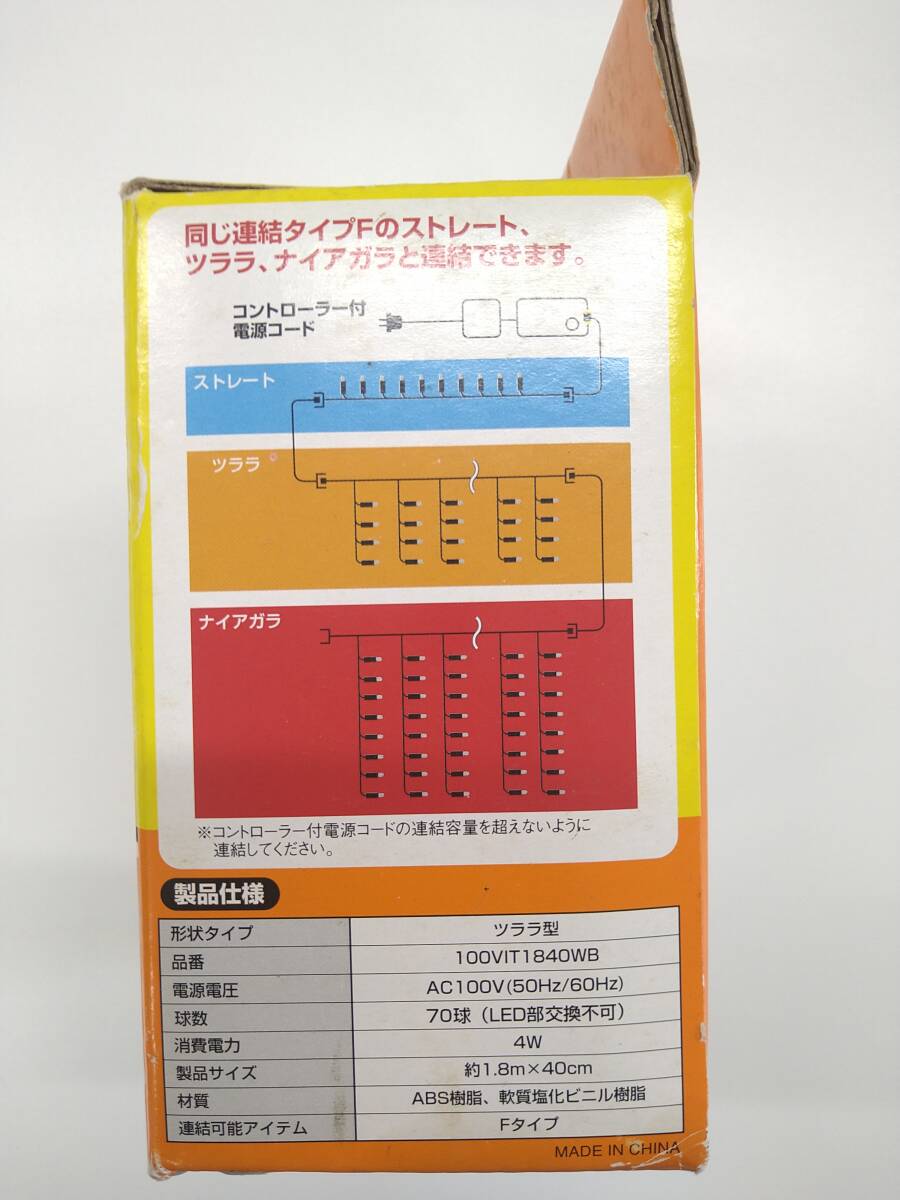 同じ連結タイプFのストレート、
ツララ、ナイアガラと連結できます。
コントローラー付
電源コード
ストレート
ツララ
ナイアガラ
※コントローラー付電源コードの連結容量を超えないように
連結してください。
製品仕様
形状タイプ ツララ型
品番 100VIT1840WB
電源電圧 AC100V(50Hz/60Hz)
球数 70球（LED部交換不可）
消費電力 4W
製品サイズ 約1.8m×40cm
材質 ABS樹脂、軟質塩化ビニル樹脂
連結可能アイテム Fタイプ
MADE IN CHINA